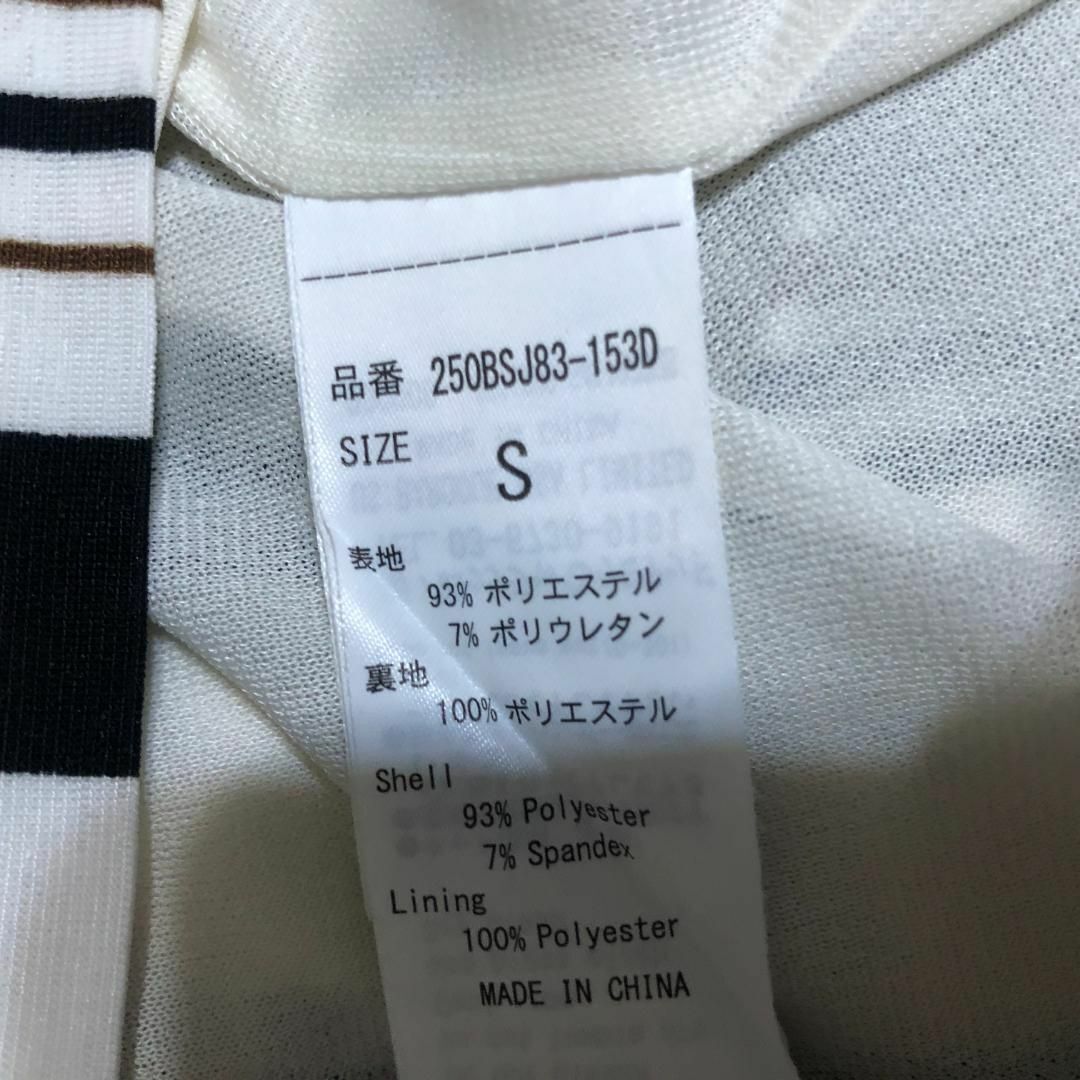 品番 250BSJ83-153D
SIZE S
表地
93% ポリエステル
7% ポリウレタン
裏地
100% ポリエステル
Shell
93% Polyester
7% Spandex
Lining
100% Polyester
MADE IN CHINA